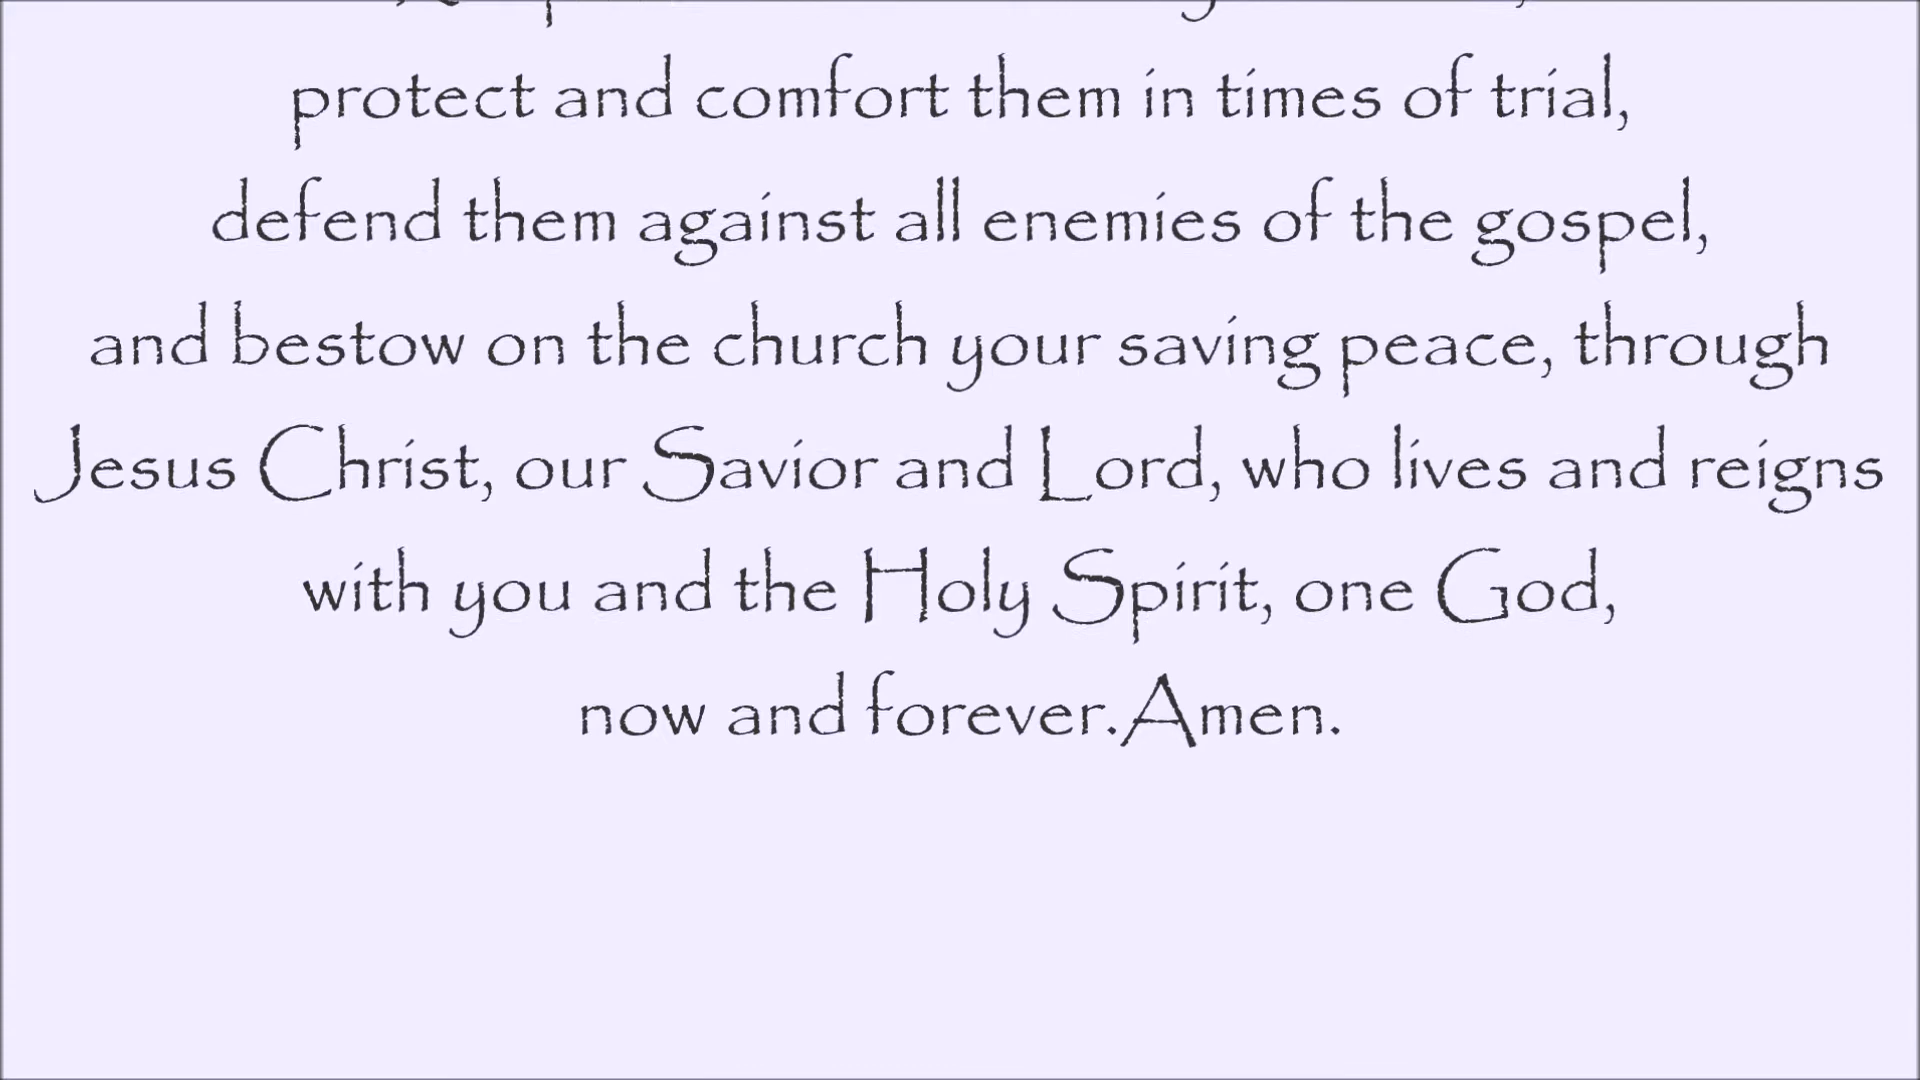 protect and comfort them in times of trial,
defend them against all enemies of the gospel,
and bestow on the church your saving peace, through
Jesus Christ, our Savior and Lord, who lives and reigns
with you and the Holy Spirit, one God,
now and forever. Amen.